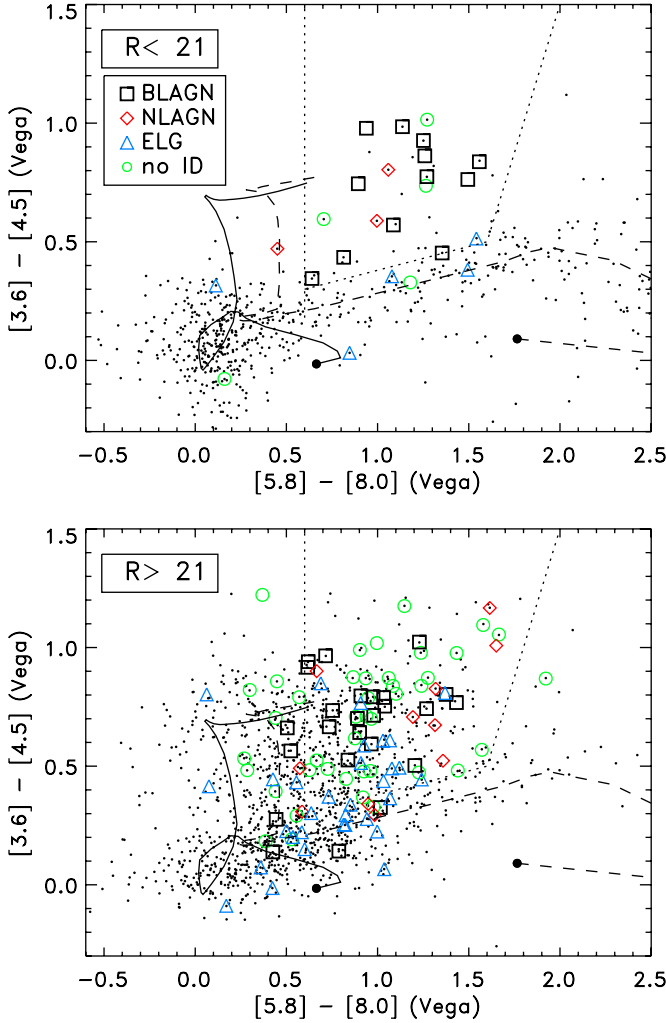 1.5
R< 21
BLAGN
NLAGN
ELG
no ID
1.0
0.5
0.0
[3.6] − [4.5] (Vega)
−0.5 0.0 0.5 1.0 1.5 2.0 2.5
[5.8] − [8.0] (Vega)
1.5
R> 21
1.0
0.5
0.0
[3.6] − [4.5] (Vega)
−0.5 0.0 0.5 1.0 1.5 2.0 2.5
[5.8] − [8.0] (Vega)